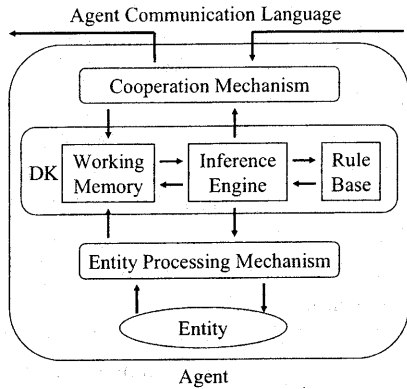 Agent Communication Language
Cooperation Mechanism
DK
Working
Memory
Inference
Engine
Rule
Base
Entity Processing Mechanism
Entity
Agent